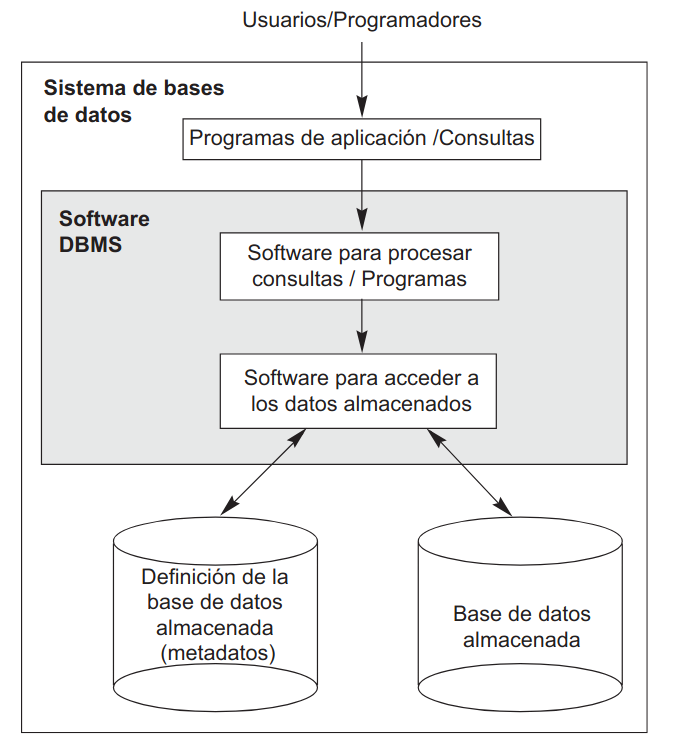 Usuarios/Programadores
Sistema de bases
de datos
Programas de aplicación /Consultas
Software
DBMS
Software para procesar
consultas / Programas
Software para acceder a
los datos almacenados
Definición de la
base de datos
almacenada
(metadatos)
Base de datos
almacenada